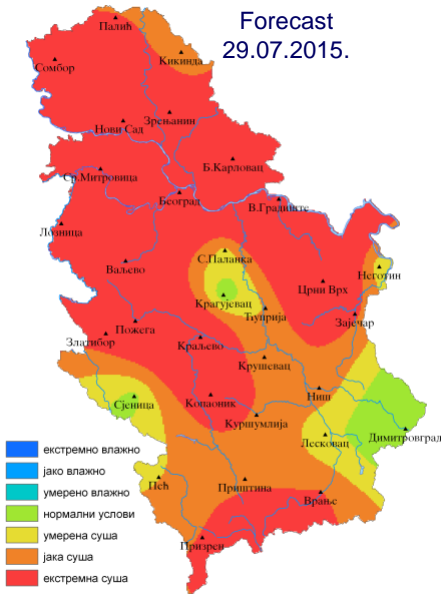 Forecast
29.07.2015.
Палић
Кикинда
Сомбор
Зрењанин
Нови Сад
Б.Карловац
Ср.Митровица
Београд
В.Градиште
Лозница
С.Паланка
Ваљево
Неготин
Црни Врх
Крагујевац
Ћуприја
Зајечар
Пожега
Златибор
Краљево
Крушевац
Ниш
Сјеница
Копаоник
Куршумлија
Димитровград
Лесковац
Пећ
Приштина
Врање
Призрен
екстремно влажно
јако влажно
умерено влажно
нормални услови
умерена суша
јака суша
екстремна суша